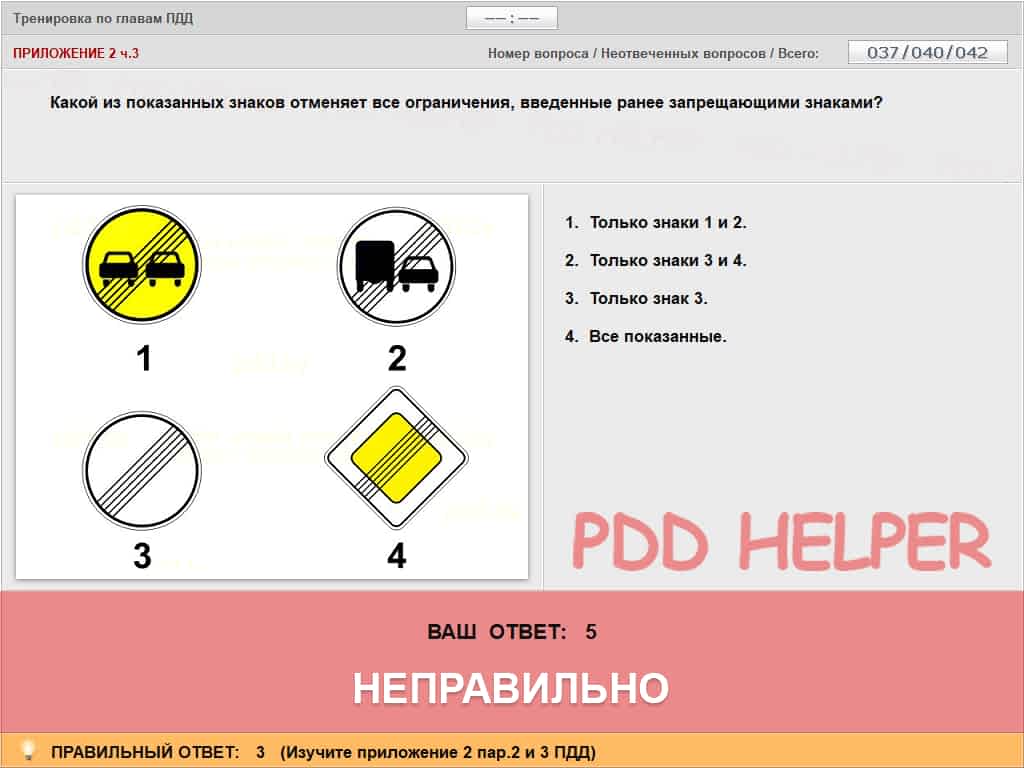 Тренировка по главам ПДД
–– : ––
ПРИЛОЖЕНИЕ 2 ч.3
Номер вопроса / Неотвеченных вопросов / Всего:
037/040/042
Какой из показанных знаков отменяет все ограничения, введенные ранее запрещающими знаками?
1
2
3
4
1. Только знаки 1 и 2.
2. Только знаки 3 и 4.
3. Только знак 3.
4. Все показанные.
PDD HELPER
ВАШ ОТВЕТ: 5
НЕПРАВИЛЬНО
ПРАВИЛЬНЫЙ ОТВЕТ: 3 (Изучите приложение 2 пар.2 и 3 ПДД)